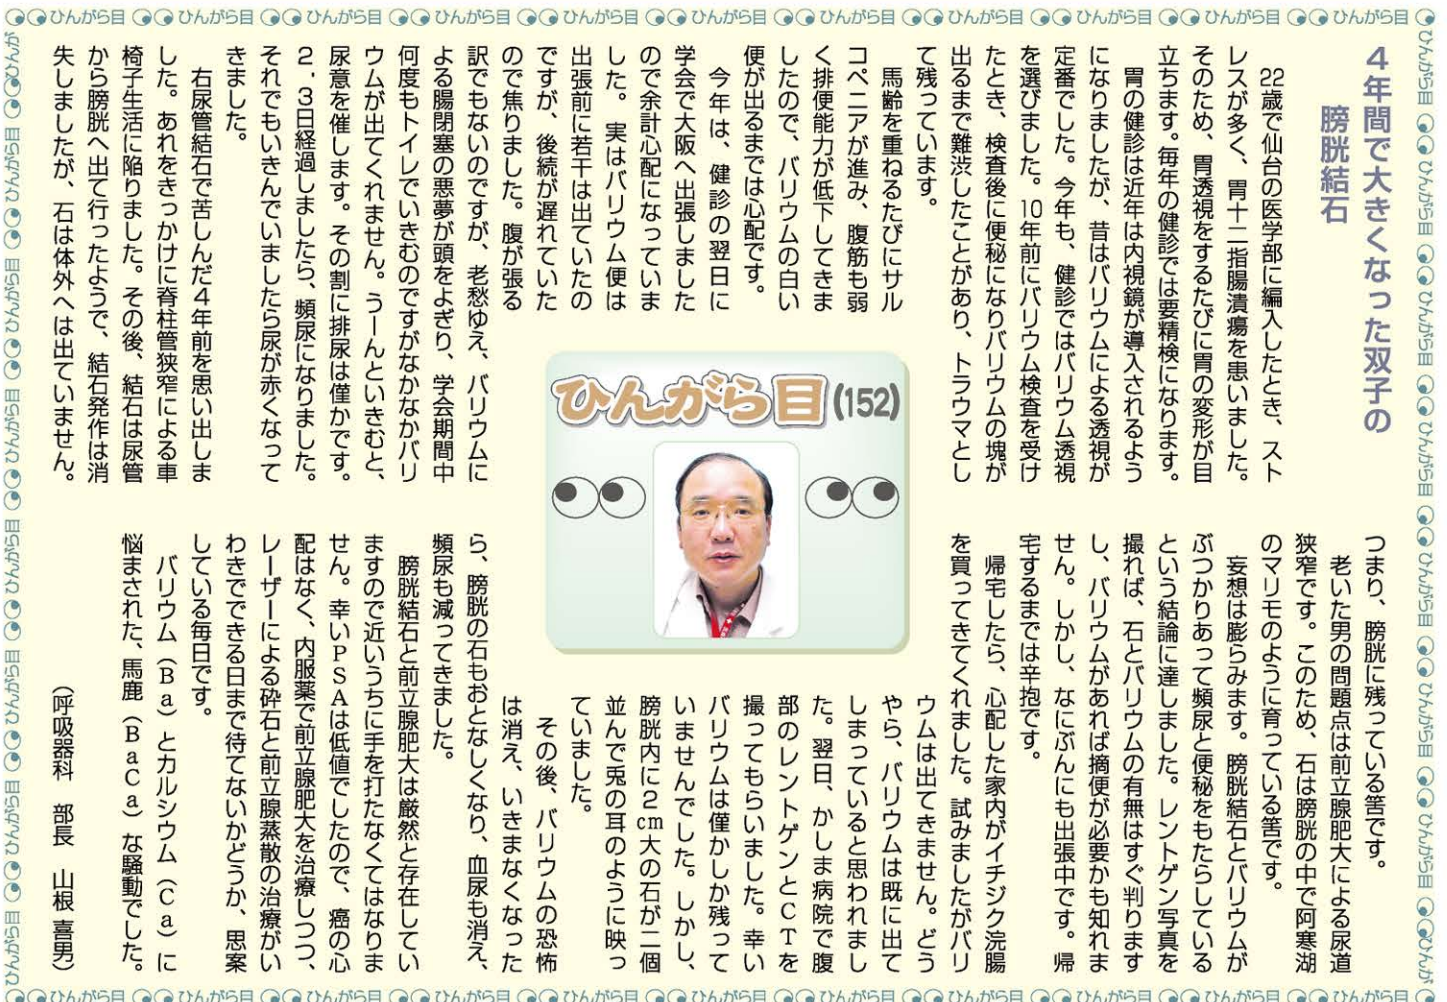 ４年間で大きくなった双子の
膀胱結石
22歳で仙台の医学部に編入したとき、スト
レスが多く、胃十二指腸潰瘍を患いました。
そのため、胃透視をするたびに胃の変形が目
立ちます。毎年の健診では要精検になります。
胃の健診は近年は内視鏡が導入されるよう
になりましたが、昔はバリウムによる透視が
定番でした。今年も、健診ではバリウム透視
を選びました。10年前にバリウム検査を受け
たとき、検査後に便秘になりバリウムの塊が
出るまで難渋したことがあり、トラウマとし
て残っています。
馬齢を重ねるたびにサル
コペニアが進み、腹筋も弱
く排便能力が低下してきま
したので、バリウムの白い
便が出るまでは心配です。
今年は、健診の翌日に
学会で大阪へ出張しました
ので余計心配になっていま
した。実はバリウム便は
出張前に若干は出ていたの
ですが、後続が遅れていた
ので焦りました。腹が張る
訳でもないのですが、老愁ゆえ、バリウムに
よる腸閉塞の悪夢が頭をよぎり、学会期間中
何度もトイレでいきむのですがなかなかバリ
ウムが出てくれません。うーんといきむと、
尿意を催します。その割に排尿は僅かです。
２，３日経過しましたら、頻尿になりました。
それでもいきんでいましたら尿が赤くなって
きました。
右尿管結石で苦しんだ４年前を思い出しま
した。あれをきっかけに脊柱管狭窄による車
椅子生活に陥りました。その後、結石は尿管
から膀胱へ出て行ったようで、結石発作は消
失しましたが、石は体外へは出ていません。
つまり、膀胱に残っている筈です。
老いた男の問題点は前立腺肥大による尿道
狭窄です。このため、石は膀胱の中で阿寒湖
のマリモのように育っている筈です。
妄想は膨らみます。膀胱結石とバリウムが
ぶつかりあって頻尿と便秘をもたらしている
という結論に達しました。レントゲン写真を
撮れば、石とバリウムの有無はすぐ判ります
し、バリウムがあれば摘便が必要かも知れま
せん。しかし、なにぶんにも出張中です。帰
宅するまでは辛抱です。
帰宅したら、心配した家内がイチジク浣腸
を買ってきてくれました。試みましたがバリ
ウムは出てきません。どう
やら、バリウムは既に出て
しまっていると思われまし
た。翌日、かしま病院で腹
部のレントゲンとＣＴを
撮ってもらいました。幸い
バリウムは僅かしか残って
いませんでした。しかし、
膀胱内に２cm大の石が二個
並んで兎の耳のように映っ
ていました。
その後、バリウムの恐怖
は消え、いきまなくなった
ら、膀胱の石もおとなしくなり、血尿も消え、
頻尿も減ってきました。
膀胱結石と前立腺肥大は厳然と存在してい
ますので近いうちに手を打たなくてはなりま
せん。幸いＰＳＡは低値でしたので、癌の心
配はなく、内服薬で前立腺肥大を治療しつつ、
レーザーによる砕石と前立腺蒸散の治療がい
わきでできる日まで待てないかどうか、思案
している毎日です。
バリウム（Ｂａ）とカルシウム（Ｃａ）に
悩まされた、馬鹿（ＢａＣａ）な騒動でした。
（呼吸器科　部長　山根 喜男）
ひんがら目(152)
ひんがら目 ひんがら目 ひんがら目 ひんがら目 ひんがら目 ひんがら目 ひんがら目 ひんがら目 ひんがら目 ひんがら目 ひんがら目